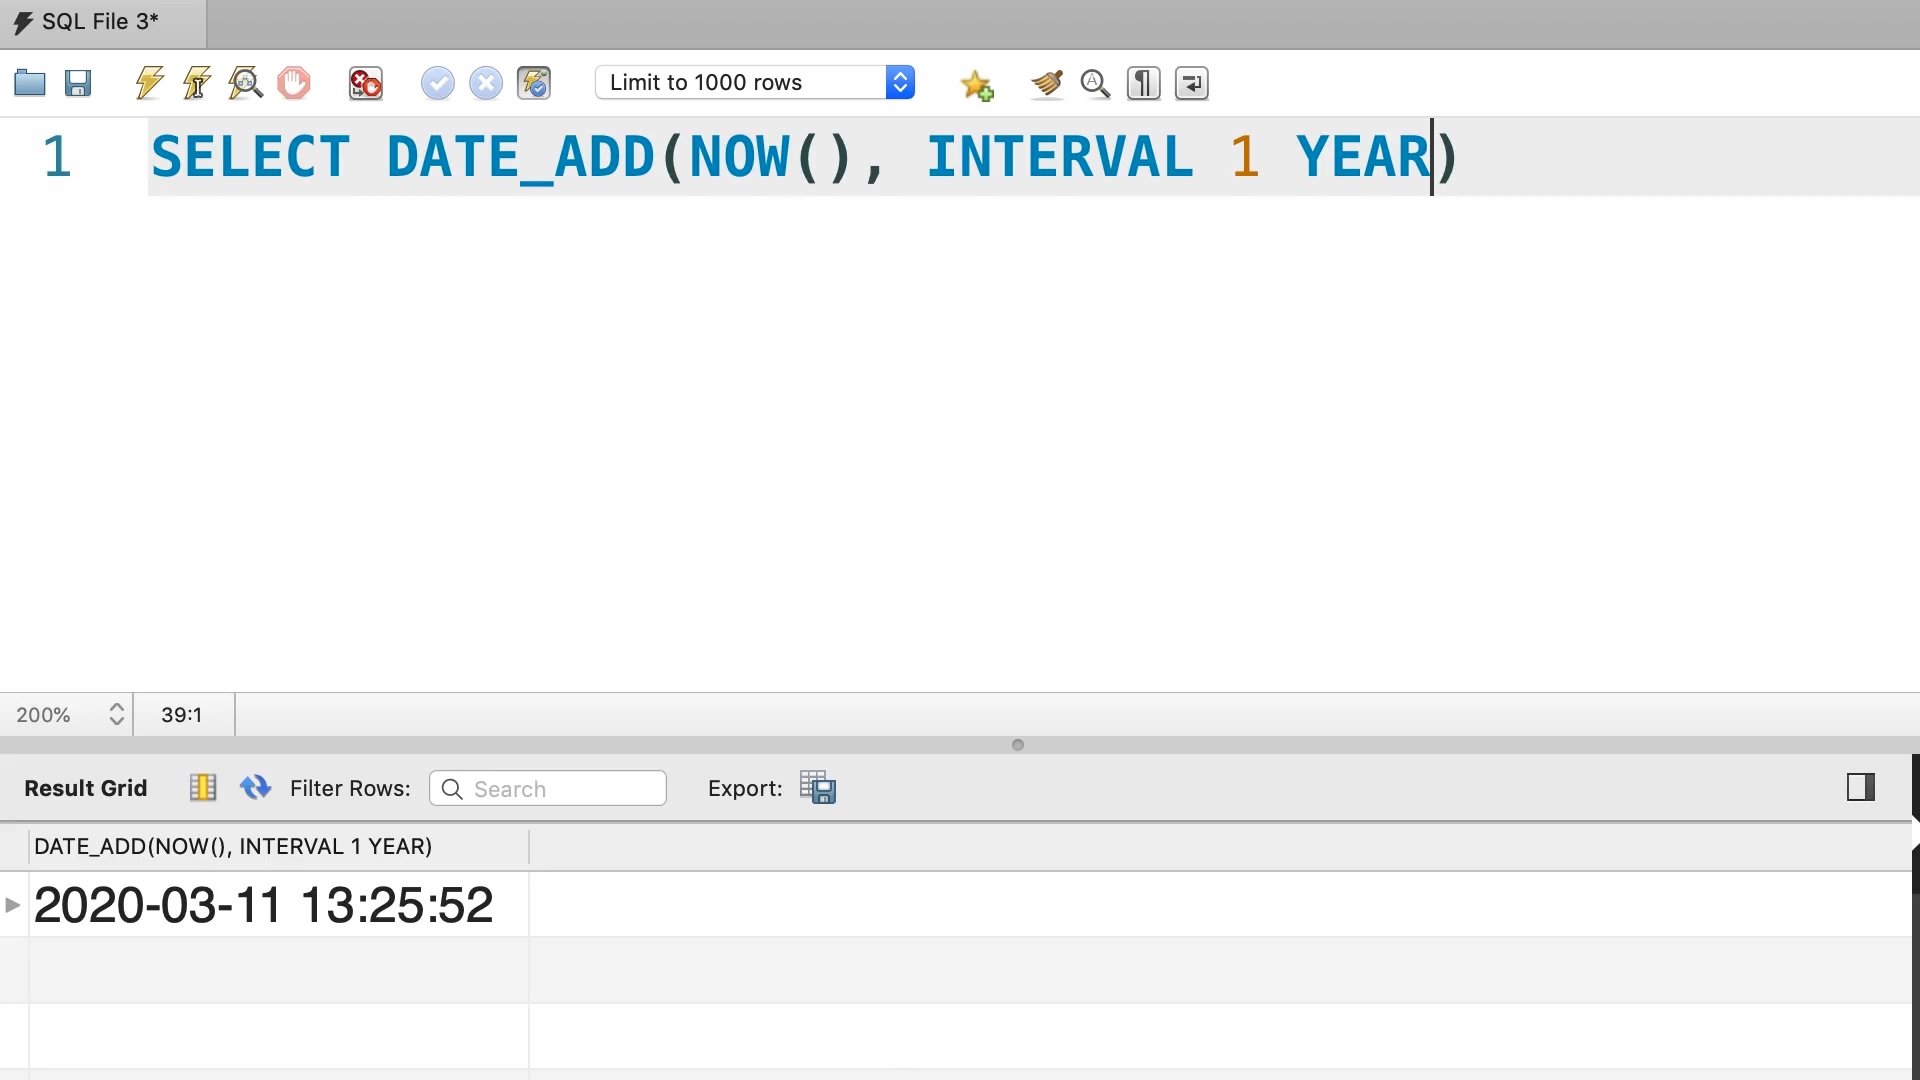 SQL File 3*
Limit to 1000 rows
1 SELECT DATE_ADD(NOW(), INTERVAL 1 YEAR)
200% 39:1
Result Grid Filter Rows: Search Export:
DATE_ADD(NOW(), INTERVAL 1 YEAR)
2020-03-11 13:25:52